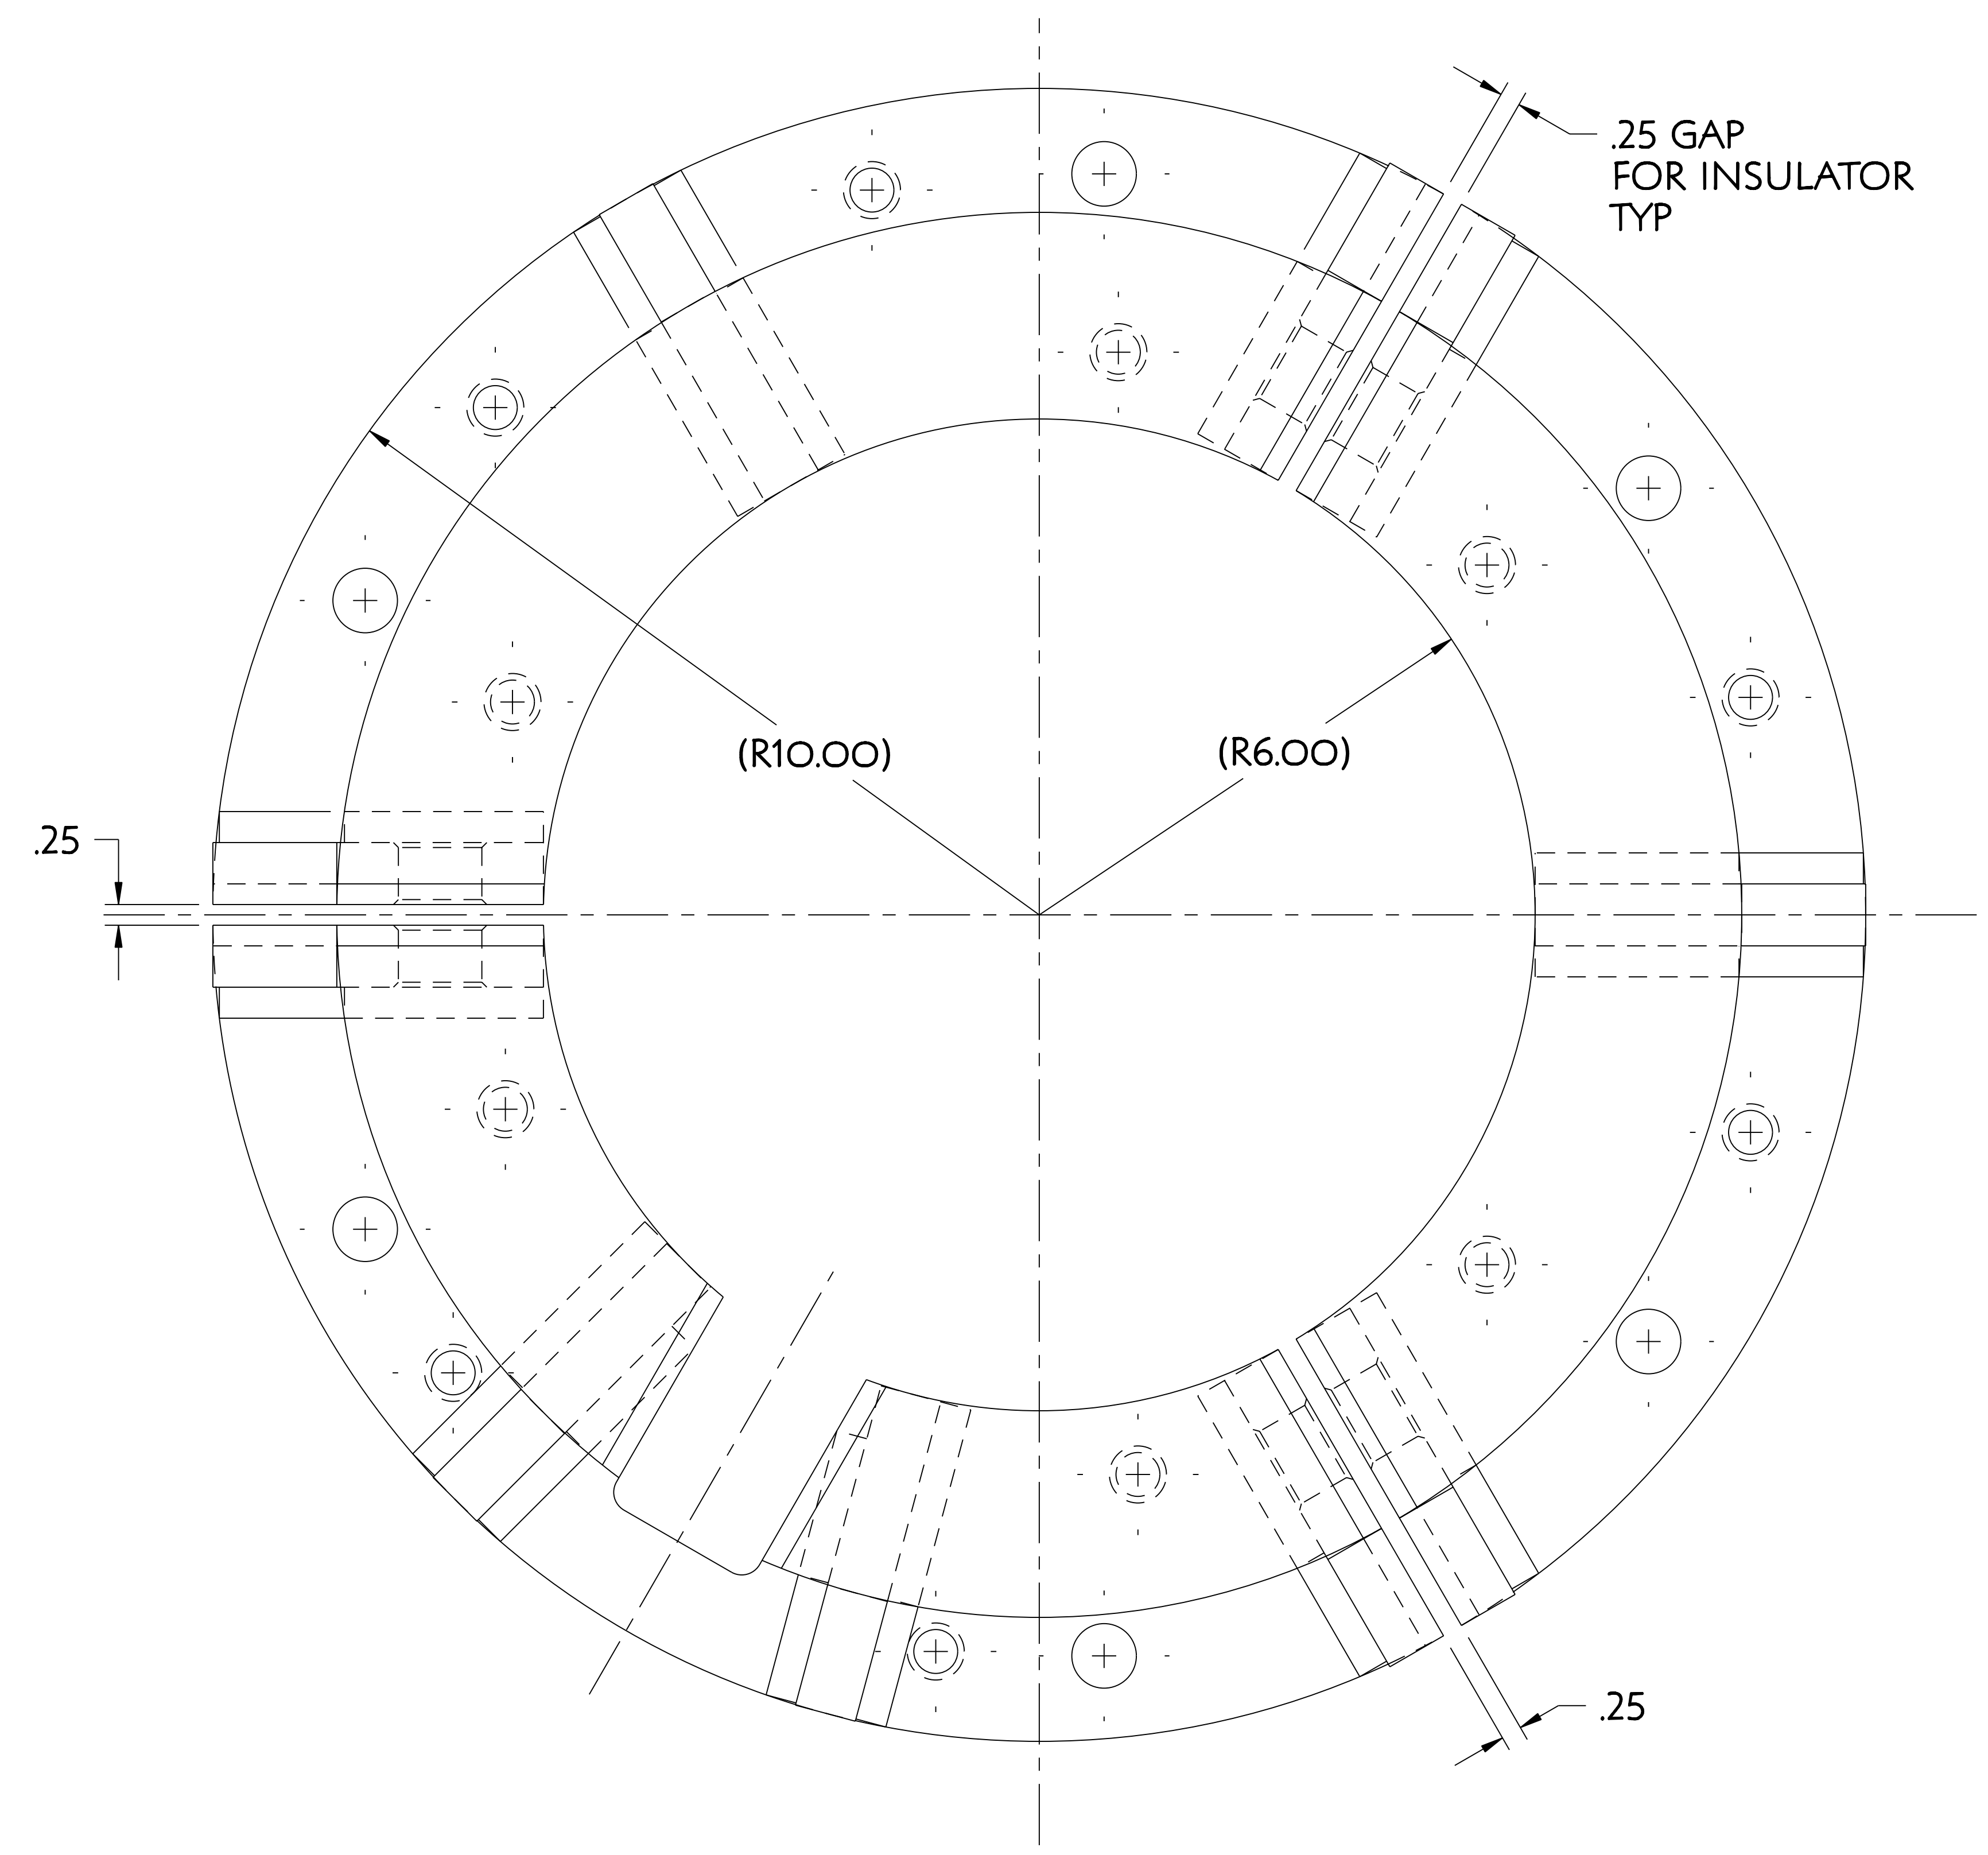 .25 GAP
FOR INSULATOR
TYP
(R10.00)
(R6.00)
.25
.25